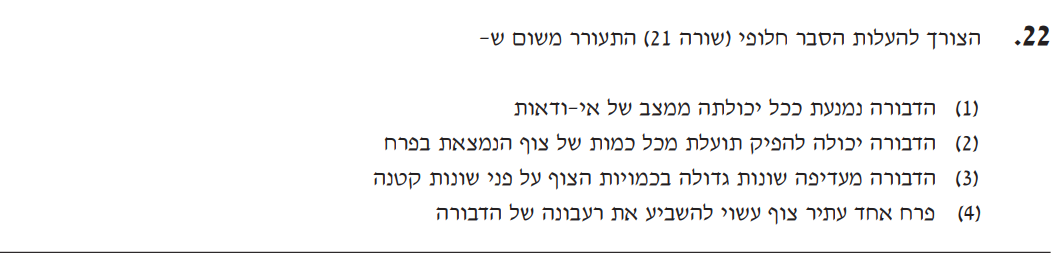 22. הצורך להעלות הסבר חלופי (שורה 21) התעורר משום ש-
(1) הדבורה נמנעת ככל יכולתה ממצב של אי-ודאות
(2) הדבורה יכולה להפיק תועלת מכל כמות של צוף הנמצאת בפרח
(3) הדבורה מעדיפה שונות גדולה בכמויות הצוף על פני שונות קטנה
(4) פרח אחד עתיר צוף עשוי להשביע את רעבונה של הדבורה